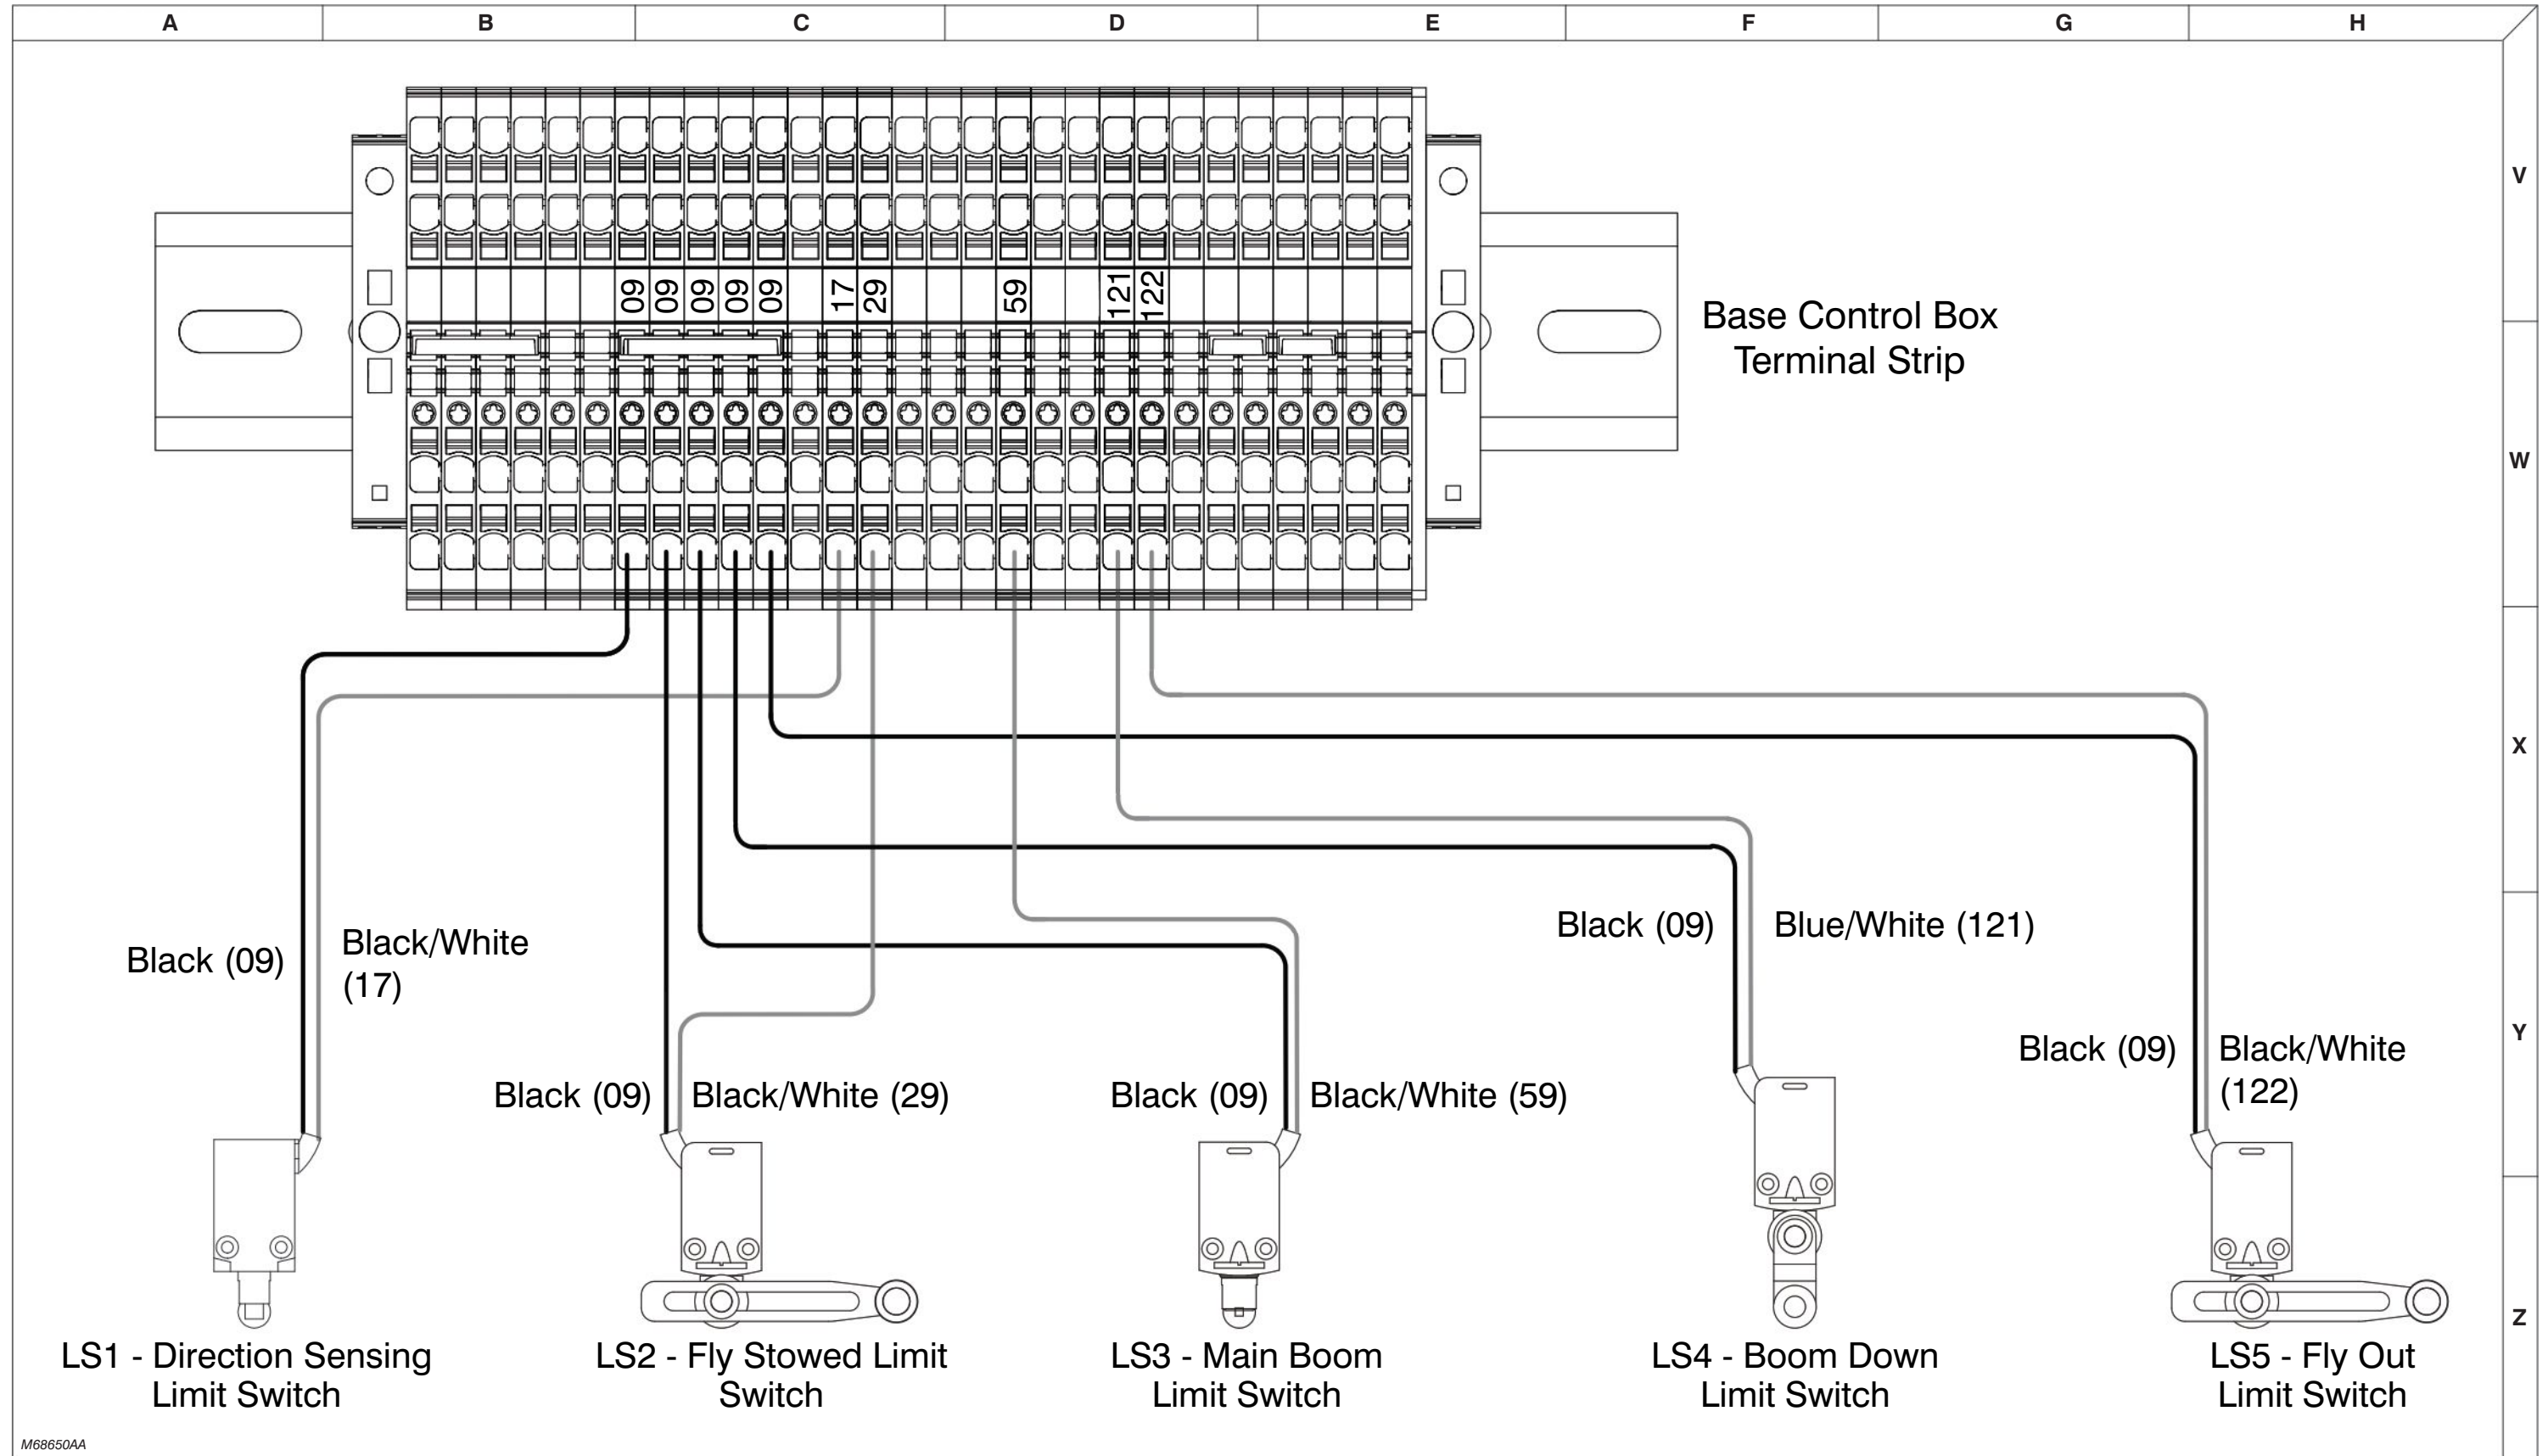 A B C D E F G H
V
09 09 09 09 09 17 29 59 121 122
Base Control Box
Terminal Strip
W
X
Black (09)
Black/White
(17)
Black (09)
Blue/White (121)
Y
Black (09)
Black/White (29)
Black (09)
Black/White (59)
Black (09)
Black/White
(122)
Z
LS1 - Direction Sensing
Limit Switch
LS2 - Fly Stowed Limit
Switch
LS3 - Main Boom
Limit Switch
LS4 - Boom Down
Limit Switch
LS5 - Fly Out
Limit Switch
M68650AA